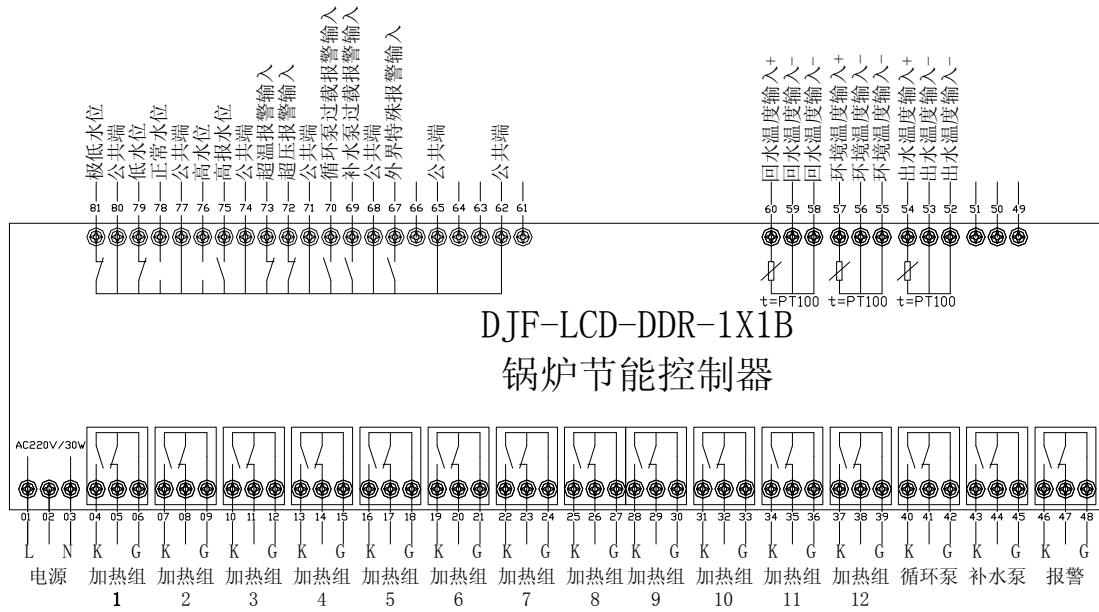 极低水位 公共端 低水位 正常水位 公共端 高水位 高报水位 公共端 超温报警输入 超压报警输入 公共端 循环泵过载报警输入 补水泵过载报警输入 公共端 外界特殊报警输入 公共端 公共端 回水温度输入+ 回水温度输入- 回水温度输入- 环境温度输入+ 环境温度输入- 环境温度输入- 出水温度输入+ 出水温度输入- 出水温度输入-
81 80 79 78 77 76 75 74 73 72 71 70 69 68 67 66 65 64 63 62 61 60 59 58 57 56 55 54 53 52 51 50 49
t=PT100 t=PT100 t=PT100
DJF-LCD-DDR-1X1B
锅炉节能控制器
AC220V/30W
01 02 03 04 05 06 07 08 09 10 11 12 13 14 15 16 17 18 19 20 21 22 23 24 25 26 27 28 29 30 31 32 33 34 35 36 37 38 39 40 41 42 43 44 45 46 47 48
L N K G K G K G K G K G K G K G K G K G K G K G K G K G K G K G
电源 加热组 加热组 加热组 加热组 加热组 加热组 加热组 加热组 加热组 加热组 加热组 加热组 循环泵 补水泵 报警
1 2 3 4 5 6 7 8 9 10 11 12